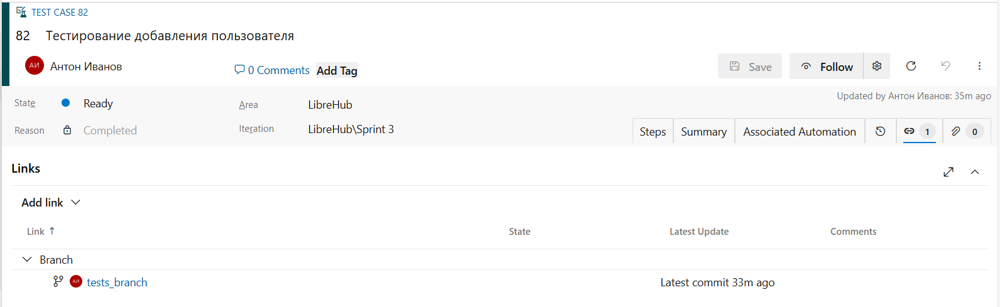 TEST CASE 82
82 Тестирование добавления пользователя
АИ Антон Иванов 0 Comments Add Tag Save Follow
State Ready Area LibreHub Updated by Антон Иванов: 35m ago
Reason Completed Iteration LibreHub\Sprint 3 Steps Summary Associated Automation 1 0
Links
Add link
Link ↑ State Latest Update Comments
Branch
АИ tests_branch Latest commit 33m ago